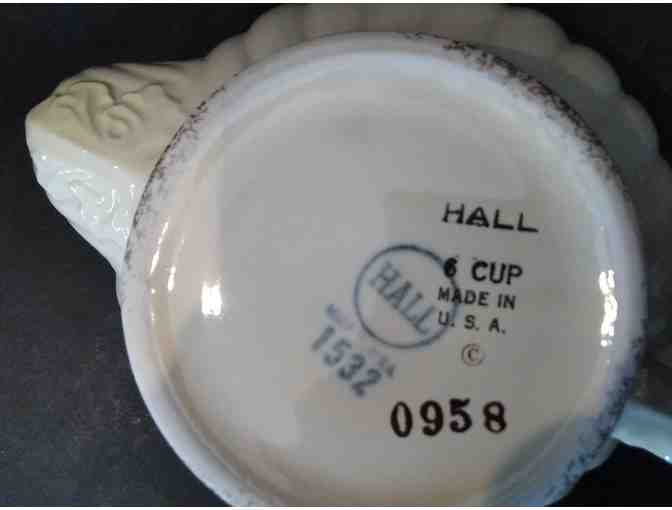 HALL
6 CUP
MADE IN
U. S. A.
©
0958
HALL
1532